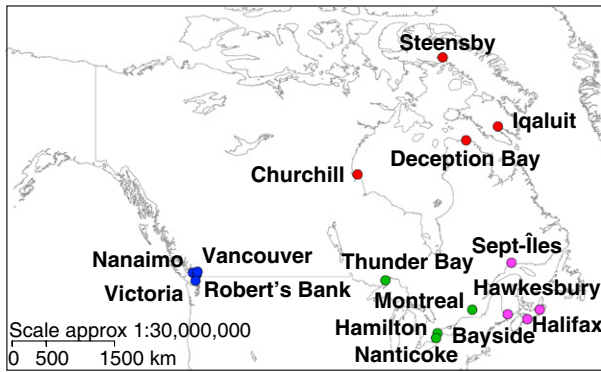 Steensby
Iqaluit
Deception Bay
Churchill
Sept-Îles
Nanaimo
Vancouver
Thunder Bay
Hawkesbury
Victoria
Robert's Bank
Montreal
Halifax
Scale approx 1:30,000,000
Hamilton
Bayside
0 500 1500 km
Nanticoke